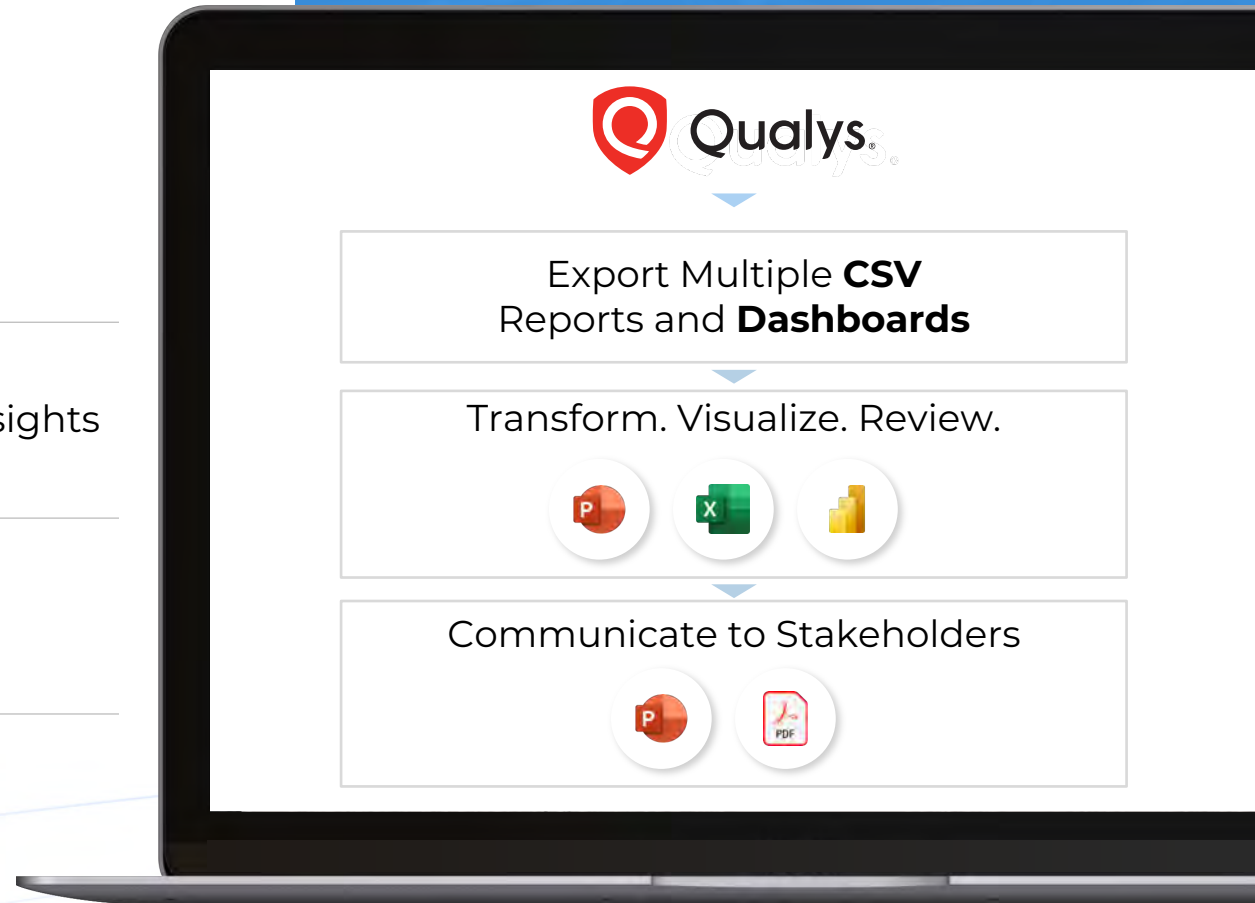 Qualys.
Export Multiple CSV
Reports and Dashboards
sights
Transform. Visualize. Review.
P
X
Communicate to Stakeholders
P
PDF